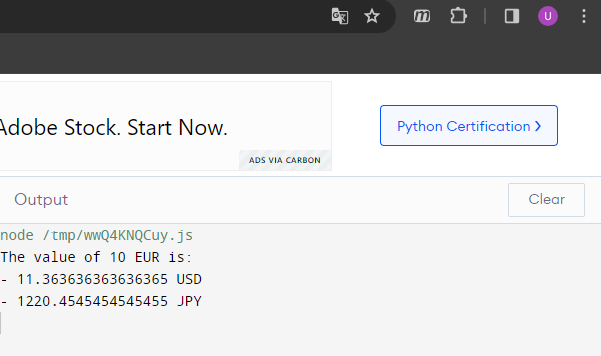 U
Adobe Stock. Start Now.
ADS VIA CARBON
Python Certification
Output
Clear
node /tmp/wwQ4KNQCuy.js
The value of 10 EUR is:
- 11.363636363636365 USD
- 1220.4545454545455 JPY